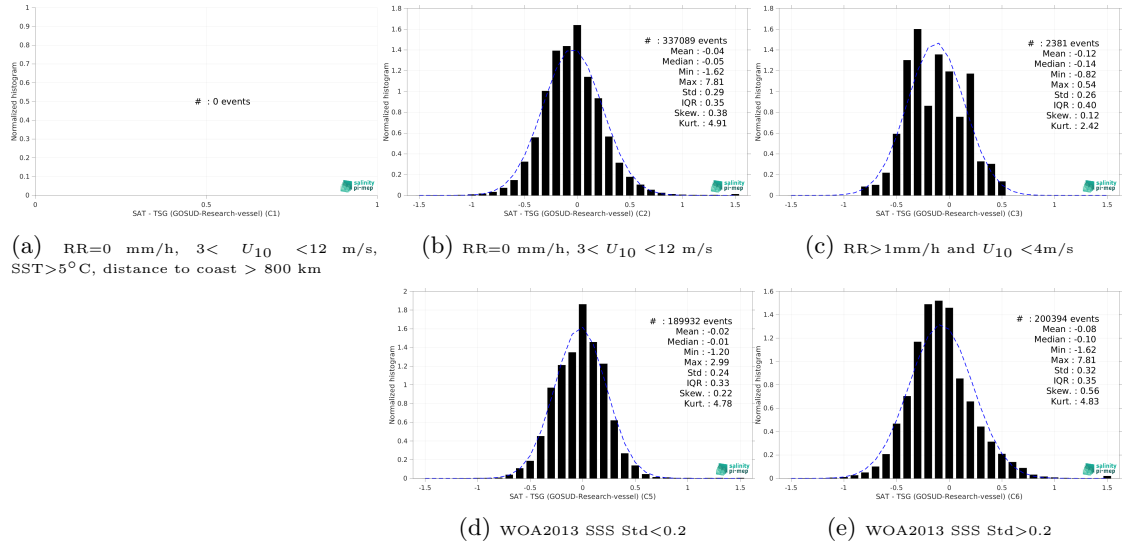 1
0.9
0.8
0.7
0.6
0.5
0.4
0.3
0.2
0.1
0
Normalized histogram
# : 0 events
salinity
pi-mep
0 0.5 1
SAT - TSG (GOSUD-Research-vessel) (C1)
(a) RR=0 mm/h, 3< U10 <12 m/s,
SST>5°C, distance to coast > 800 km
1.8
1.6
1.4
1.2
1
0.8
0.6
0.4
0.2
0
Normalized histogram
# : 337089 events
Mean : -0.04
Median : -0.05
Min : -1.62
Max : 7.81
Std : 0.29
IQR : 0.35
Skew. : 0.38
Kurt. : 4.91
salinity
pi-mep
-1.5 -1 -0.5 0 0.5 1 1.5
SAT - TSG (GOSUD-Research-vessel) (C2)
(b) RR=0 mm/h, 3< U10 <12 m/s
1.8
1.6
1.4
1.2
1
0.8
0.6
0.4
0.2
0
Normalized histogram
# : 2381 events
Mean : -0.12
Median : -0.14
Min : -0.82
Max : 0.54
Std : 0.26
IQR : 0.40
Skew. : 0.12
Kurt. : 2.42
salinity
pi-mep
-1.5 -1 -0.5 0 0.5 1 1.5
SAT - TSG (GOSUD-Research-vessel) (C3)
(c) RR>1mm/h and U10 <4m/s
2
1.8
1.6
1.4
1.2
1
0.8
0.6
0.4
0.2
0
Normalized histogram
# : 189932 events
Mean : -0.02
Median : -0.01
Min : -1.20
Max : 2.99
Std : 0.24
IQR : 0.33
Skew. : 0.22
Kurt. : 4.78
salinity
pi-mep
-1.5 -1 -0.5 0 0.5 1 1.5
SAT - TSG (GOSUD-Research-vessel) (C5)
(d) WOA2013 SSS Std<0.2
1.6
1.4
1.2
1
0.8
0.6
0.4
0.2
0
Normalized histogram
# : 200394 events
Mean : -0.08
Median : -0.10
Min : -1.62
Max : 7.81
Std : 0.32
IQR : 0.35
Skew. : 0.56
Kurt. : 4.83
salinity
pi-mep
-1.5 -1 -0.5 0 0.5 1 1.5
SAT - TSG (GOSUD-Research-vessel) (C6)
(e) WOA2013 SSS Std>0.2